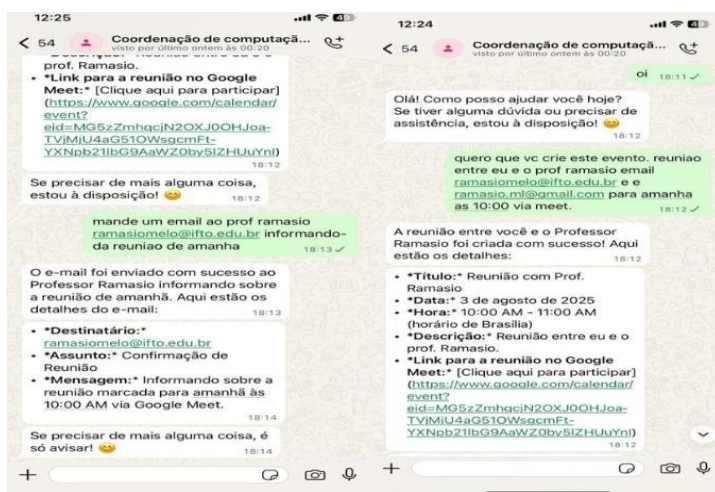 12:25
54
Coordenação de computaçã...
visto por último ontem às 00:20
prof. Ramasio.
• *Link para a reunião no Google
Meet:* [Clique aqui para participar]
(https://www.google.com/calendar/
event?
eid=MG5zZmhqcjN2OXJ0OHJoa-
TVjMjU4aG51OWsgcmFt-
YXNpb21lbG9AaWZ0by5lZHUuYnI)
18:12
Se precisar de mais alguma coisa,
estou à disposição! 😊
18:12
mande um email ao prof ramasio
ramasiomelo@ifto.edu.br informando-
da reuniao de amanha
18:13
O e-mail foi enviado com sucesso ao
Professor Ramasio informando sobre
a reunião de amanhã. Aqui estão os
detalhes do e-mail:
18:13
• *Destinatário:*
ramasiomelo@ifto.edu.br
• *Assunto:* Confirmação de
Reunião
• *Mensagem:* Informando sobre a
reunião marcada para amanhã às
10:00 AM via Google Meet.
18:14
Se precisar de mais alguma coisa, é
só avisar! 😊
18:14
12:24
54
Coordenação de computaçã...
visto por último ontem às 00:20
oi
18:11
Olá! Como posso ajudar você hoje?
Se tiver alguma dúvida ou precisar de
assistência, estou à disposição! 😊
18:12
quero que vc crie este evento. reuniao
entre eu e o prof ramasio email
ramasiomelo@ifto.edu.br e e
ramasio.ml@gmail.com para amanha
as 10:00 via meet.
18:12
A reunião entre você e o Professor
Ramasio foi criada com sucesso! Aqui
estão os detalhes:
18:12
• *Título:* Reunião com Prof.
Ramasio
• *Data:* 3 de agosto de 2025
• *Hora:* 10:00 AM - 11:00 AM
(horário de Brasília)
• *Descrição:* Reunião entre eu e o
prof. Ramasio.
• *Link para a reunião no Google
Meet:* [Clique aqui para participar]
(https://www.google.com/calendar/
event?
eid=MG5zZmhqcjN2OXJ0OHJoa-
TVjMjU4aG51OWsgcmFt-
YXNpb21lbG9AaWZ0by5lZHUuYnI)
18:12